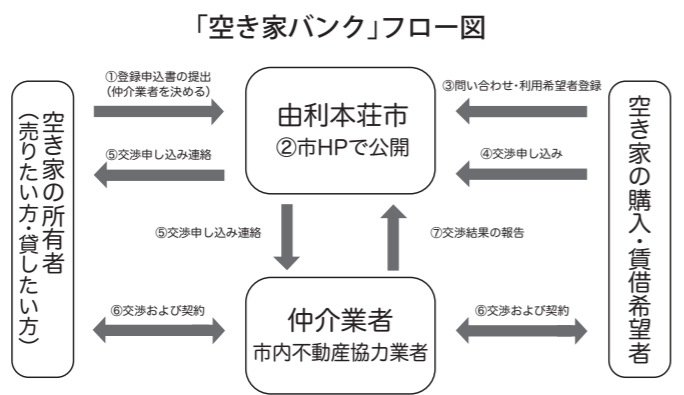 「空き家バンク」フロー図
①登録申込書の提出
（仲介業者を決める）
⑤交渉申し込み連絡
空き家の所有者
（売りたい方・貸したい方）
由利本荘市
②市HPで公開
③問い合わせ・利用希望者登録
④交渉申し込み
空き家の購入・賃借希望者
⑤交渉申し込み連絡
⑦交渉結果の報告
⑥交渉および契約
仲介業者
市内不動産協力業者
⑥交渉および契約